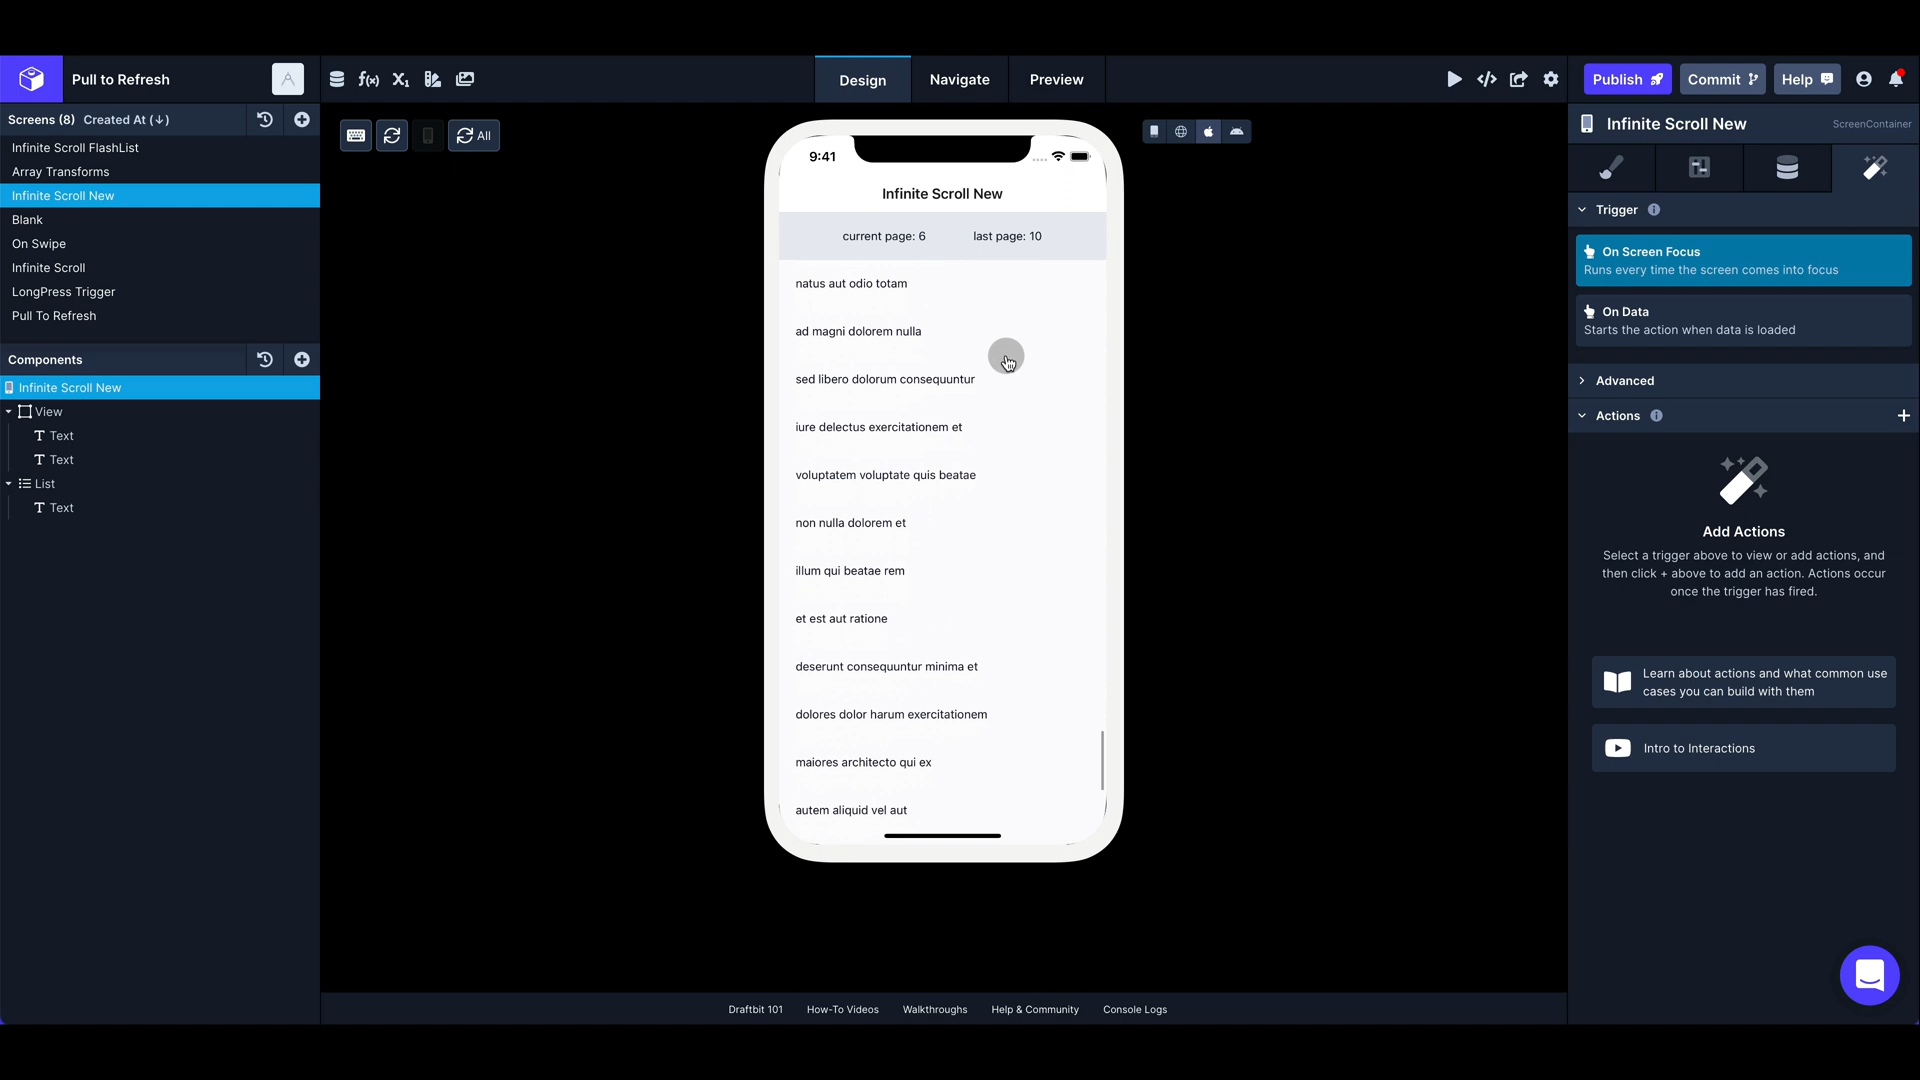 Pull to Refresh
f(x) X₁
Design Navigate Preview
Publish Commit Help
Screens (8) Created At (↓)
Infinite Scroll FlashList
Array Transforms
Infinite Scroll New
Blank
On Swipe
Infinite Scroll
LongPress Trigger
Pull To Refresh
Components
Infinite Scroll New
View
Text
Text
List
Text
All
9:41
Infinite Scroll New
current page: 6 last page: 10
natus aut odio totam
ad magni dolorem nulla
sed libero dolorum consequuntur
iure delectus exercitationem et
voluptatem voluptate quis beatae
non nulla dolorem et
illum qui beatae rem
et est aut ratione
deserunt consequuntur minima et
dolores dolor harum exercitationem
maiores architecto qui ex
autem aliquid vel aut
Infinite Scroll New ScreenContainer
Trigger
On Screen Focus
Runs every time the screen comes into focus
On Data
Starts the action when data is loaded
Advanced
Actions
Add Actions
Select a trigger above to view or add actions, and
then click + above to add an action. Actions occur
once the trigger has fired.
Learn about actions and what common use
cases you can build with them
Intro to Interactions
Draftbit 101 How-To Videos Walkthroughs Help & Community Console Logs